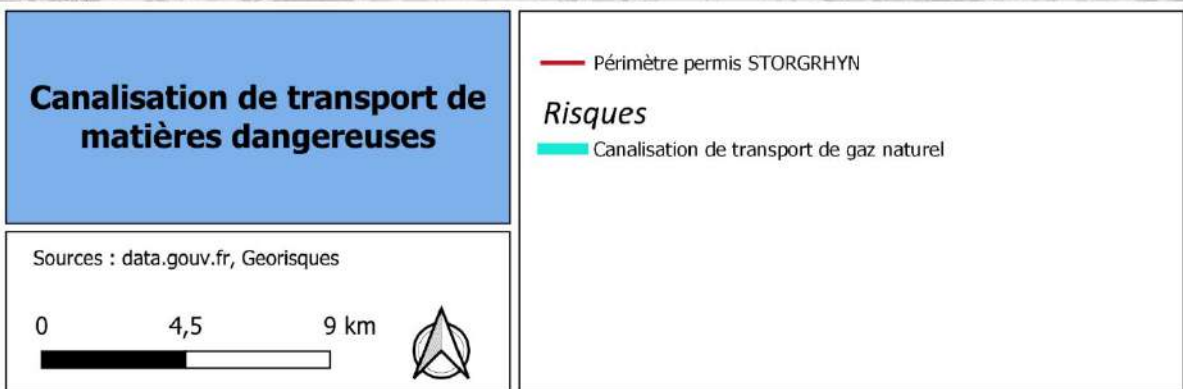 Canalisation de transport de
matières dangereuses
Sources : data.gouv.fr, Georisques
0 4,5 9 km
Périmètre permis STORGRHYN
Risques
Canalisation de transport de gaz naturel